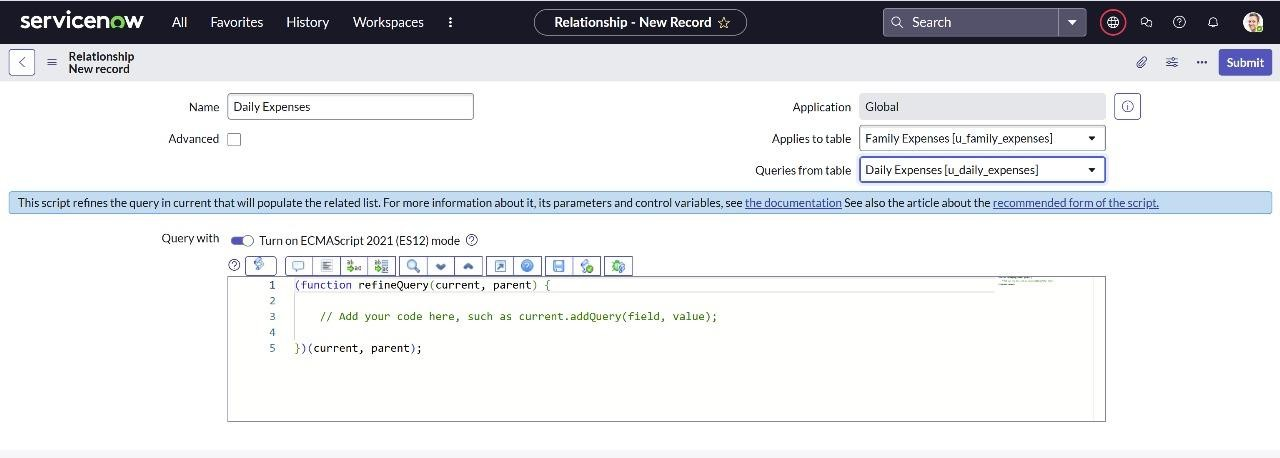 servicenow All Favorites History Workspaces Relationship - New Record Search
Relationship
New record
Submit
Name Daily Expenses Application Global
Advanced Applies to table Family Expenses [u_family_expenses]
Queries from table Daily Expenses [u_daily_expenses]
This script refines the query in current that will populate the related list. For more information about it, its parameters and control variables, see the documentation See also the article about the recommended form of the script.
Query with Turn on ECMAScript 2021 (ES12) mode
1 (function refineQuery(current, parent) {
2
3 // Add your code here, such as current.addQuery(field, value);
4
5 })(current, parent);